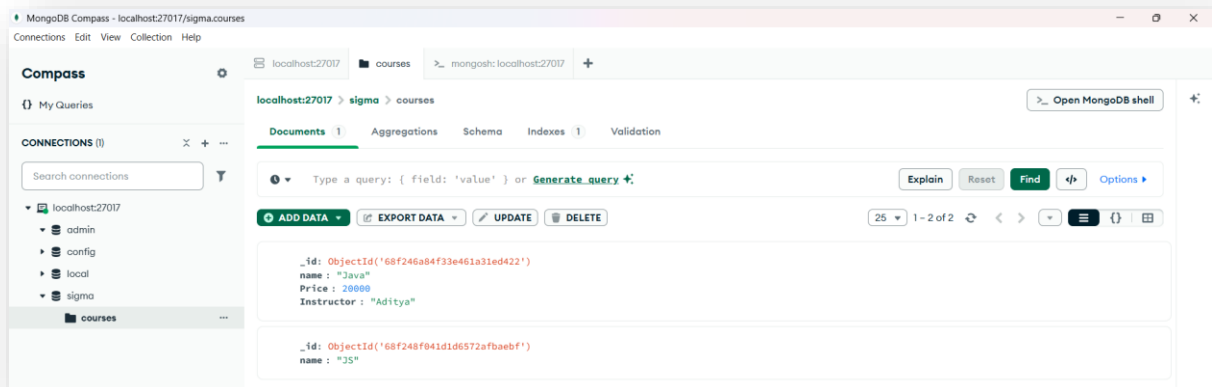 MongoDB Compass - localhost:27017/sigma.courses
Connections Edit View Collection Help
Compass
localhost:27017 courses >_ mongosh: localhost:27017
{} My Queries
localhost:27017 > sigma > courses
>_ Open MongoDB shell
CONNECTIONS (1)
Documents 1 Aggregations Schema Indexes 1 Validation
Search connections
Type a query: { field: 'value' } or Generate query
Explain Reset Find </> Options
localhost:27017
admin
config
local
sigma
courses
ADD DATA EXPORT DATA UPDATE DELETE
25 1 – 2 of 2 {}
_id: ObjectId('68f246a84f33e461a31ed422')
name : "Java"
Price : 20000
Instructor : "Aditya"
_id: ObjectId('68f248f041d1d6572afbaebf')
name : "JS"